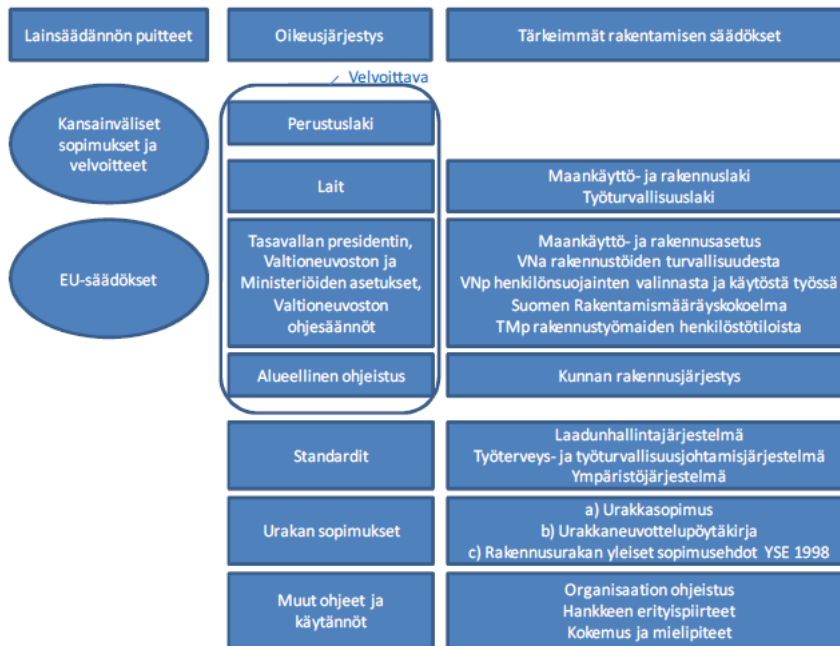 Lainsäädännön puitteet
Oikeusjärjestys
Tärkeimmät rakentamisen säädökset
Velvoittava
Kansainväliset
sopimukset ja
velvoitteet
EU-säädökset
Perustuslaki
Lait
Maankäyttö- ja rakennuslaki
Työturvallisuuslaki
Tasavallan presidentin,
Valtioneuvoston ja
Ministeriöiden asetukset,
Valtioneuvoston
ohjesäännöt
Maankäyttö- ja rakennusasetus
VNa rakennustöiden turvallisuudesta
VNp henkilönsuojainten valinnasta ja käytöstä työssä
Suomen Rakentamismääräyskokoelma
TMp rakennustyömaiden henkilöstötiloista
Alueellinen ohjeistus
Kunnan rakennusjärjestys
Standardit
Laadunhallintajärjestelmä
Työterveys- ja työturvallisuusjohtamisjärjestelmä
Ympäristöjärjestelmä
Urakan sopimukset
a) Urakkasopimus
b) Urakkaneuvottelupöytäkirja
c) Rakennusurakan yleiset sopimusehdot YSE 1998
Muut ohjeet ja
käytännöt
Organisaation ohjeistus
Hankkeen erityispiirteet
Kokemus ja mielipiteet